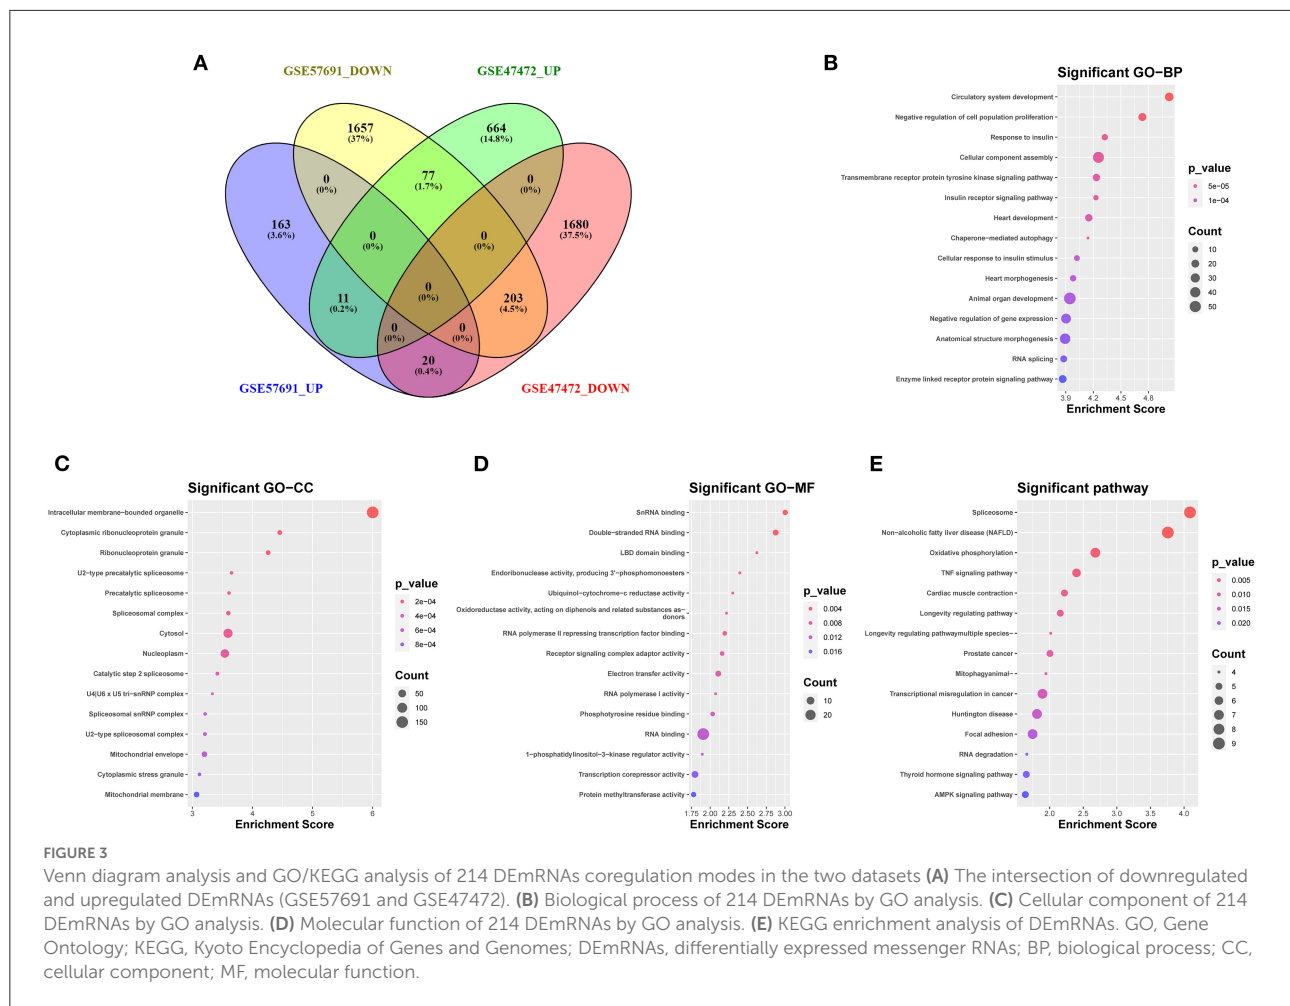 A
GSE57691_DOWN
GSE47472_UP
1657
(37%)
664
(14.8%)
77
(1.7%)
0
(0%)
0
(0%)
163
(3.6%)
1680
(37.5%)
0
(0%)
0
(0%)
0
(0%)
11
(0.2%)
203
(4.5%)
0
(0%)
0
(0%)
20
(0.4%)
GSE57691_UP
GSE47472_DOWN
B
Significant GO−BP
Circulatory system development
Negative regulation of cell population proliferation
Response to insulin
Cellular component assembly
Transmembrane receptor protein tyrosine kinase signaling pathway
Insulin receptor signaling pathway
Heart development
Chaperone−mediated autophagy
Cellular response to insulin stimulus
Heart morphogenesis
Animal organ development
Negative regulation of gene expression
Anatomical structure morphogenesis
RNA splicing
Enzyme linked receptor protein signaling pathway
3.9 4.2 4.5 4.8
Enrichment Score
p_value
5e−05
1e−04
Count
10
20
30
40
50
C
Significant GO−CC
Intracellular membrane−bounded organelle
Cytoplasmic ribonucleoprotein granule
Ribonucleoprotein granule
U2−type precatalytic spliceosome
Precatalytic spliceosome
Spliceosomal complex
Cytosol
Nucleoplasm
Catalytic step 2 spliceosome
U4|U6 x U5 tri−snRNP complex
Spliceosomal snRNP complex
U2−type spliceosomal complex
Mitochondrial envelope
Cytoplasmic stress granule
Mitochondrial membrane
3 4 5 6
Enrichment Score
p_value
2e−04
4e−04
6e−04
8e−04
Count
50
100
150
D
Significant GO−MF
SnRNA binding
Double−stranded RNA binding
LBD domain binding
Endoribonuclease activity, producing 3'−phosphomonoesters
Ubiquinol−cytochrome−c reductase activity
Oxidoreductase activity, acting on diphenols and related substances as−
donors
RNA polymerase II repressing transcription factor binding
Receptor signaling complex adaptor activity
Electron transfer activity
RNA polymerase I activity
Phosphotyrosine residue binding
RNA binding
1−phosphatidylinositol−3−kinase regulator activity
Transcription corepressor activity
Protein methyltransferase activity
1.75 2.00 2.25 2.50 2.75 3.00
Enrichment Score
p_value
0.004
0.008
0.012
0.016
Count
10
20
E
Significant pathway
Spliceosome
Non−alcoholic fatty liver disease (NAFLD)
Oxidative phosphorylation
TNF signaling pathway
Cardiac muscle contraction
Longevity regulating pathway
Longevity regulating pathwaymultiple species−
Prostate cancer
Mitophagyanimal−
Transcriptional misregulation in cancer
Huntington disease
Focal adhesion
RNA degradation
Thyroid hormone signaling pathway
AMPK signaling pathway
2.0 2.5 3.0 3.5 4.0
Enrichment Score
p_value
0.005
0.010
0.015
0.020
Count
4
5
6
7
8
9
FIGURE 3
Venn diagram analysis and GO/KEGG analysis of 214 DEmRNAs coregulation modes in the two datasets (A) The intersection of downregulated
and upregulated DEmRNAs (GSE57691 and GSE47472). (B) Biological process of 214 DEmRNAs by GO analysis. (C) Cellular component of 214
DEmRNAs by GO analysis. (D) Molecular function of 214 DEmRNAs by GO analysis. (E) KEGG enrichment analysis of DEmRNAs. GO, Gene
Ontology; KEGG, Kyoto Encyclopedia of Genes and Genomes; DEmRNAs, differentially expressed messenger RNAs; BP, biological process; CC,
cellular component; MF, molecular function.